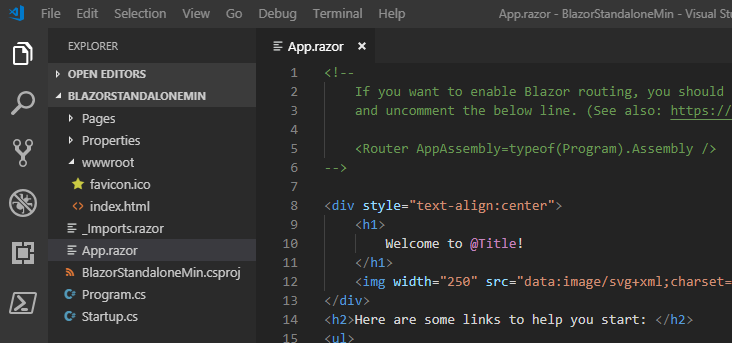 File Edit Selection View Go Debug Terminal Help App.razor - BlazorStandaloneMin - Visual
EXPLORER
OPEN EDITORS
BLAZORSTANDALONEMIN
Pages
Properties
wwwroot
favicon.ico
index.html
_Imports.razor
App.razor
BlazorStandaloneMin.csproj
Program.cs
Startup.cs
App.razor
1 <!--
2 If you want to enable Blazor routing, you should
3 and uncomment the below line. (See also: https://
4
5 <Router AppAssembly=typeof(Program).Assembly />
6 -->
7
8 <div style="text-align:center">
9 <h1>
10 Welcome to @Title!
11 </h1>
12 <img width="250" src="data:image/svg+xml;charset=
13 </div>
14 <h2>Here are some links to help you start: </h2>
15 <ul>